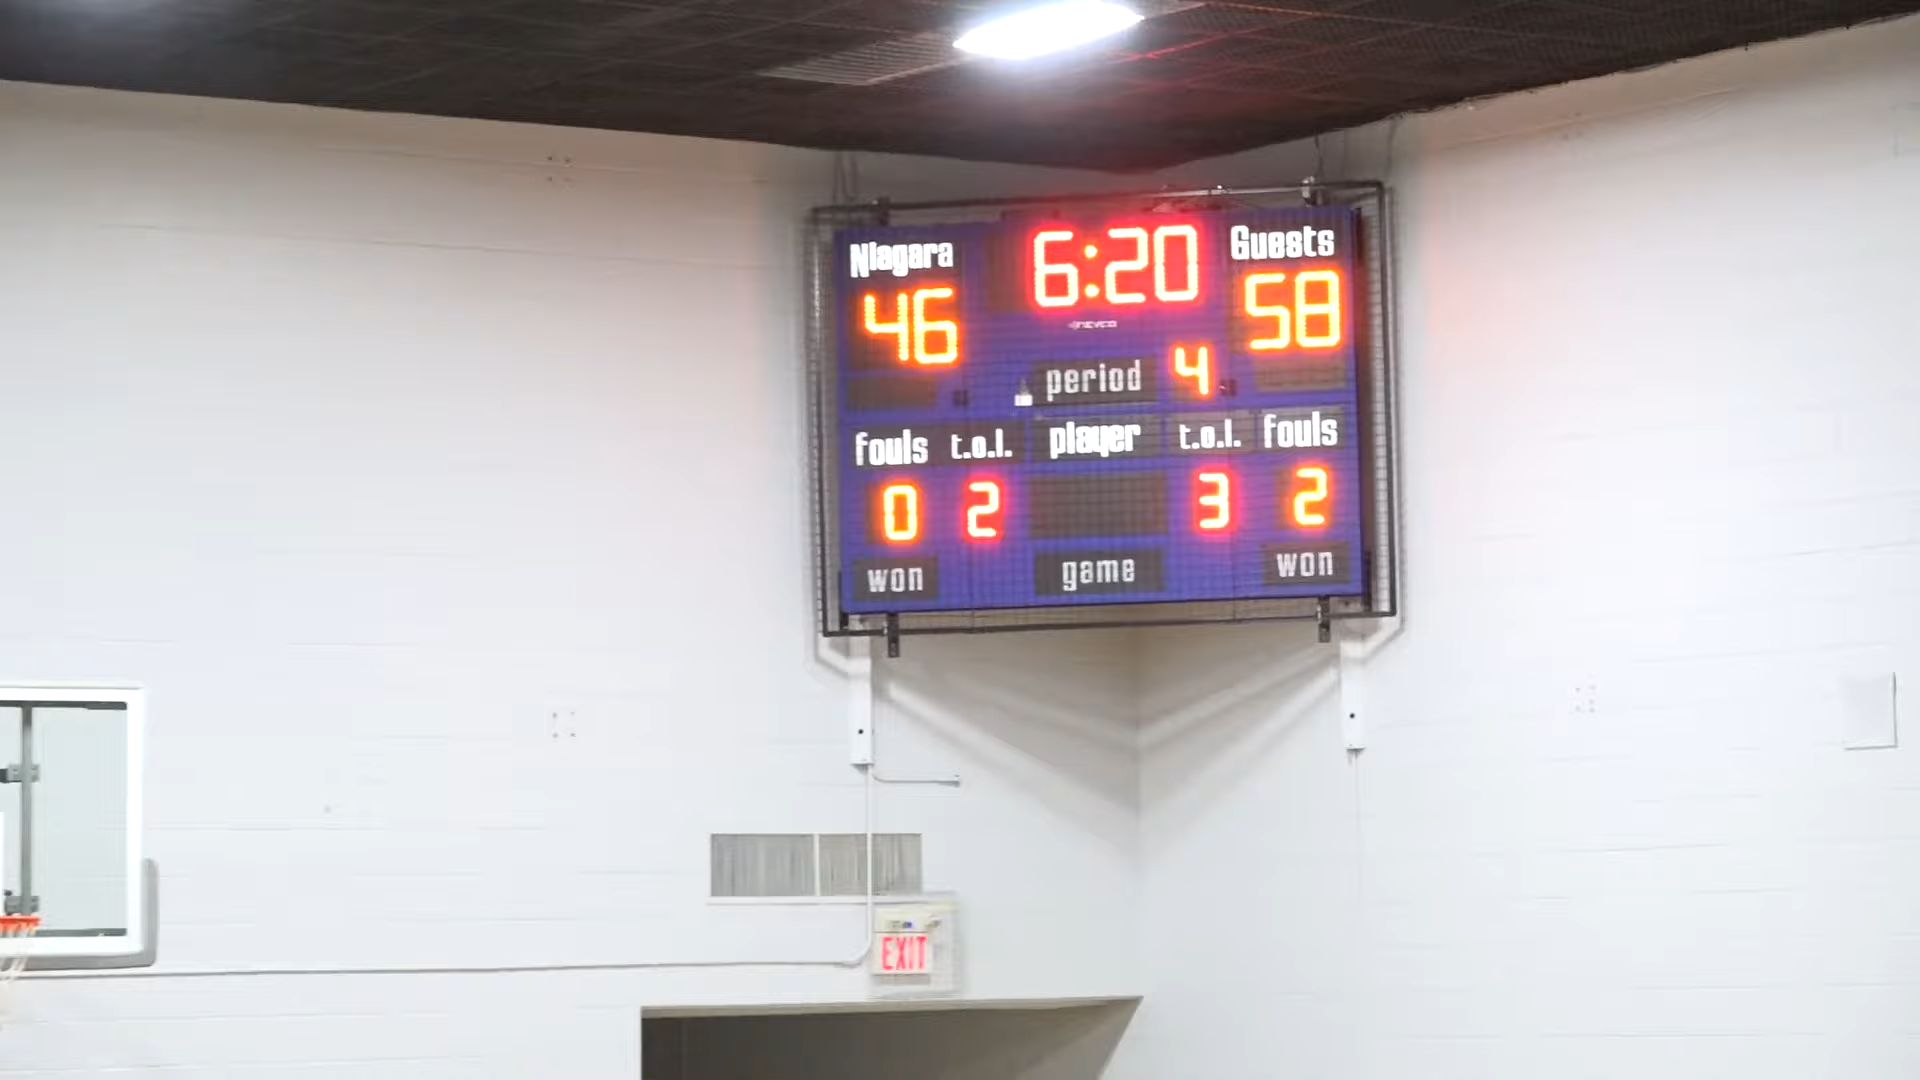 Niagara 6:20 Guests
46 58
NEVCO
period 4
fouls t.o.l. player t.o.l. fouls
0 2 3 2
won game won
EXIT